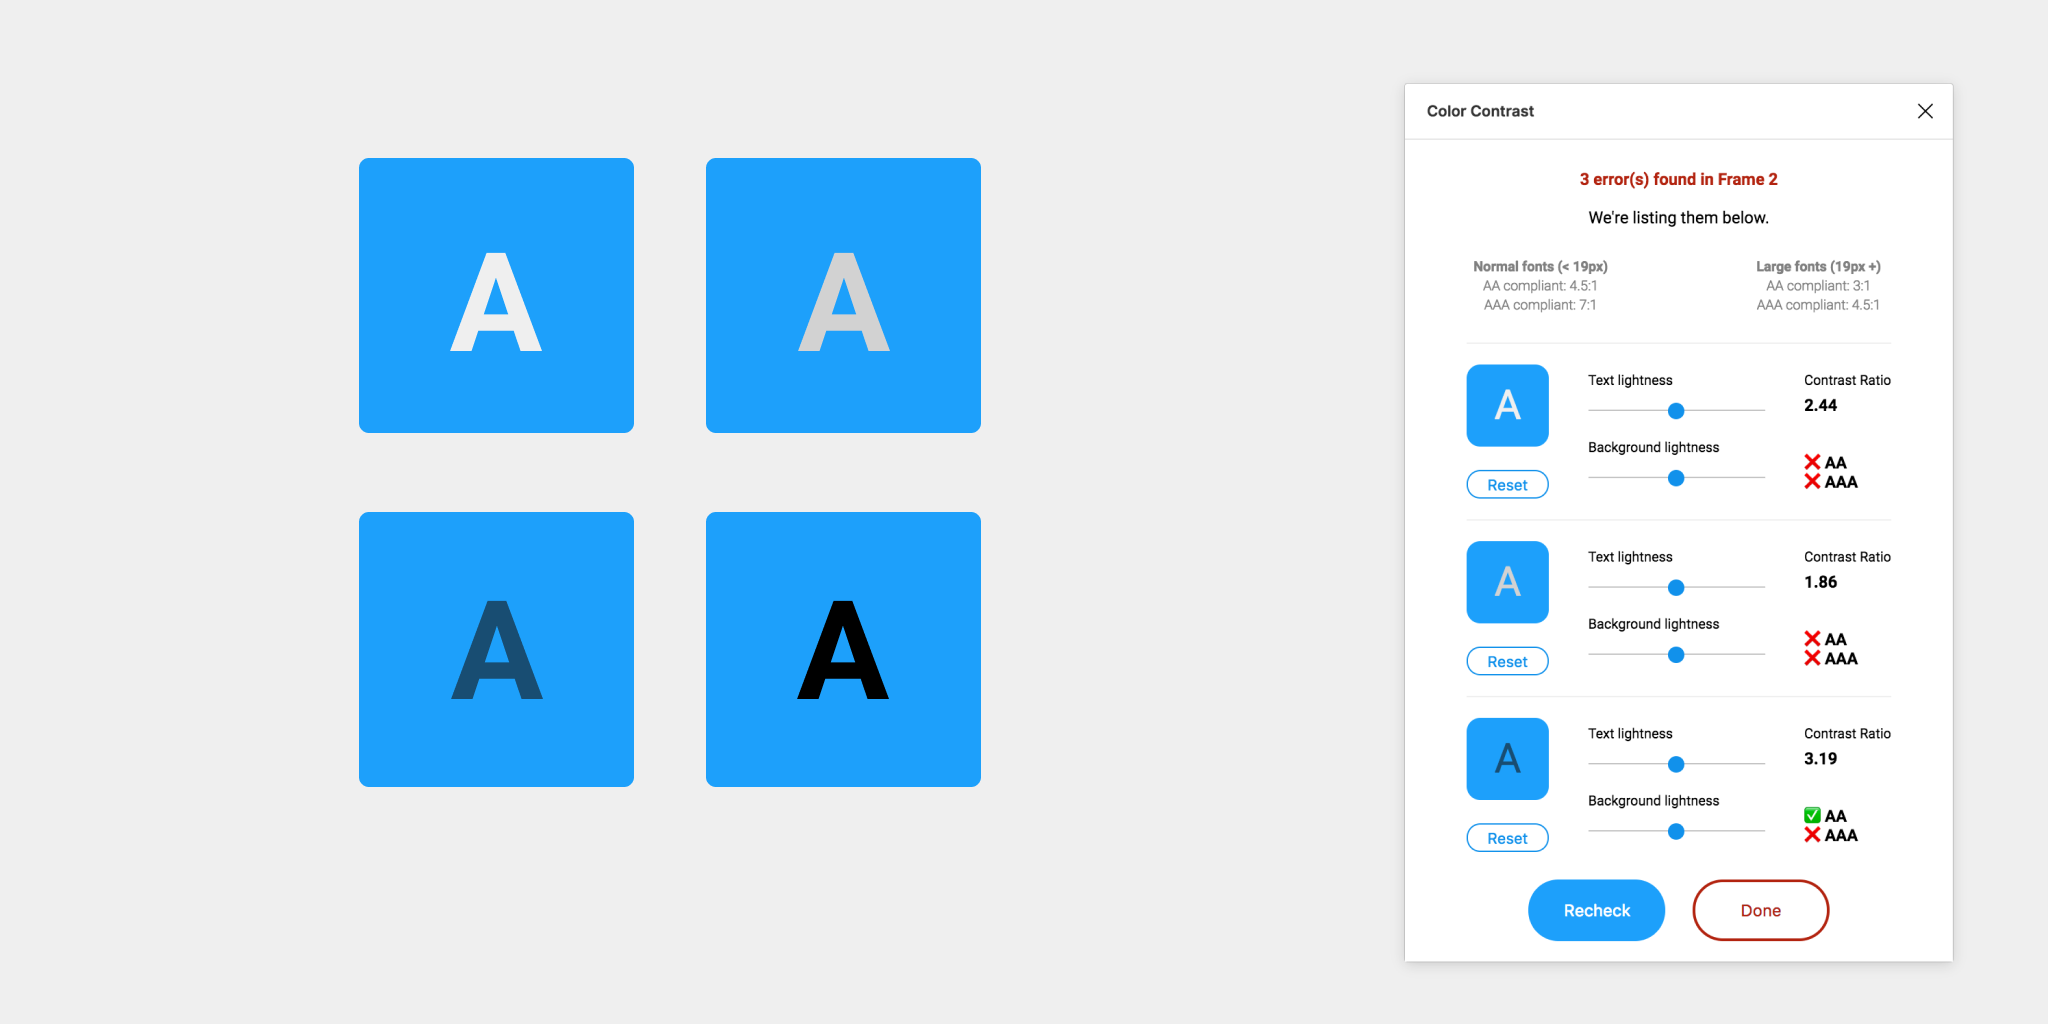 A
A
A
A
Color Contrast
3 error(s) found in Frame 2
We're listing them below.
Normal fonts (< 19px)
AA compliant: 4.5:1
AAA compliant: 7:1
Large fonts (19px +)
AA compliant: 3:1
AAA compliant: 4.5:1
A
Reset
Text lightness
Background lightness
Contrast Ratio
2.44
❌ AA
❌ AAA
A
Reset
Text lightness
Background lightness
Contrast Ratio
1.86
❌ AA
❌ AAA
A
Reset
Text lightness
Background lightness
Contrast Ratio
3.19
✅ AA
❌ AAA
Recheck
Done